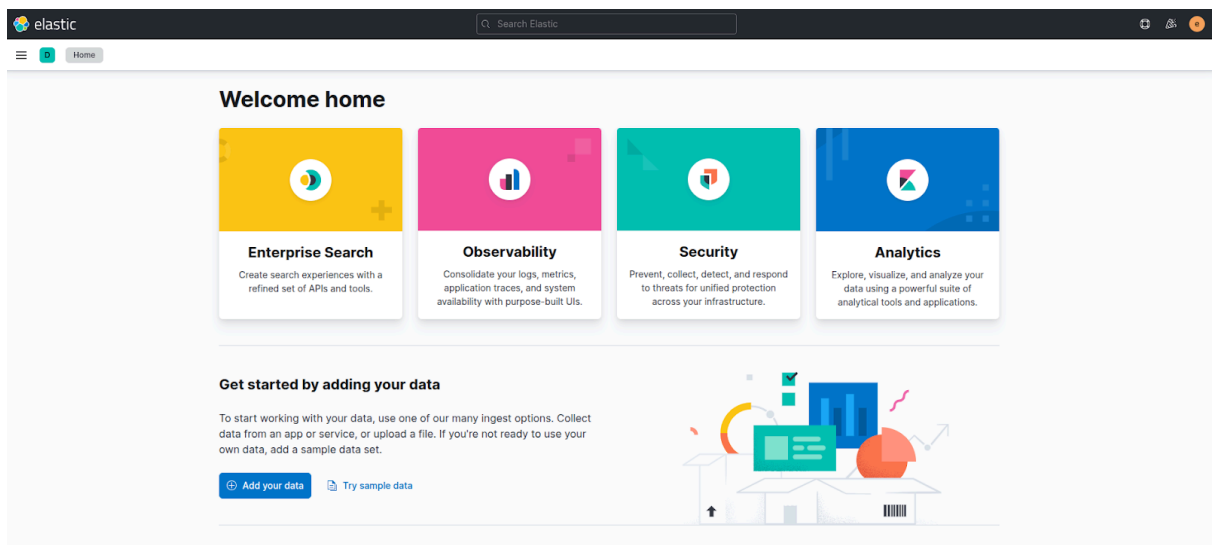 elastic
Search Elastic
e
D
Home
Welcome home
Enterprise Search
Create search experiences with a
refined set of APIs and tools.
Observability
Consolidate your logs, metrics,
application traces, and system
availability with purpose-built UIs.
Security
Prevent, collect, detect, and respond
to threats for unified protection
across your infrastructure.
Analytics
Explore, visualize, and analyze your
data using a powerful suite of
analytical tools and applications.
Get started by adding your data
To start working with your data, use one of our many ingest options. Collect
data from an app or service, or upload a file. If you're not ready to use your
own data, add a sample data set.
Add your data
Try sample data